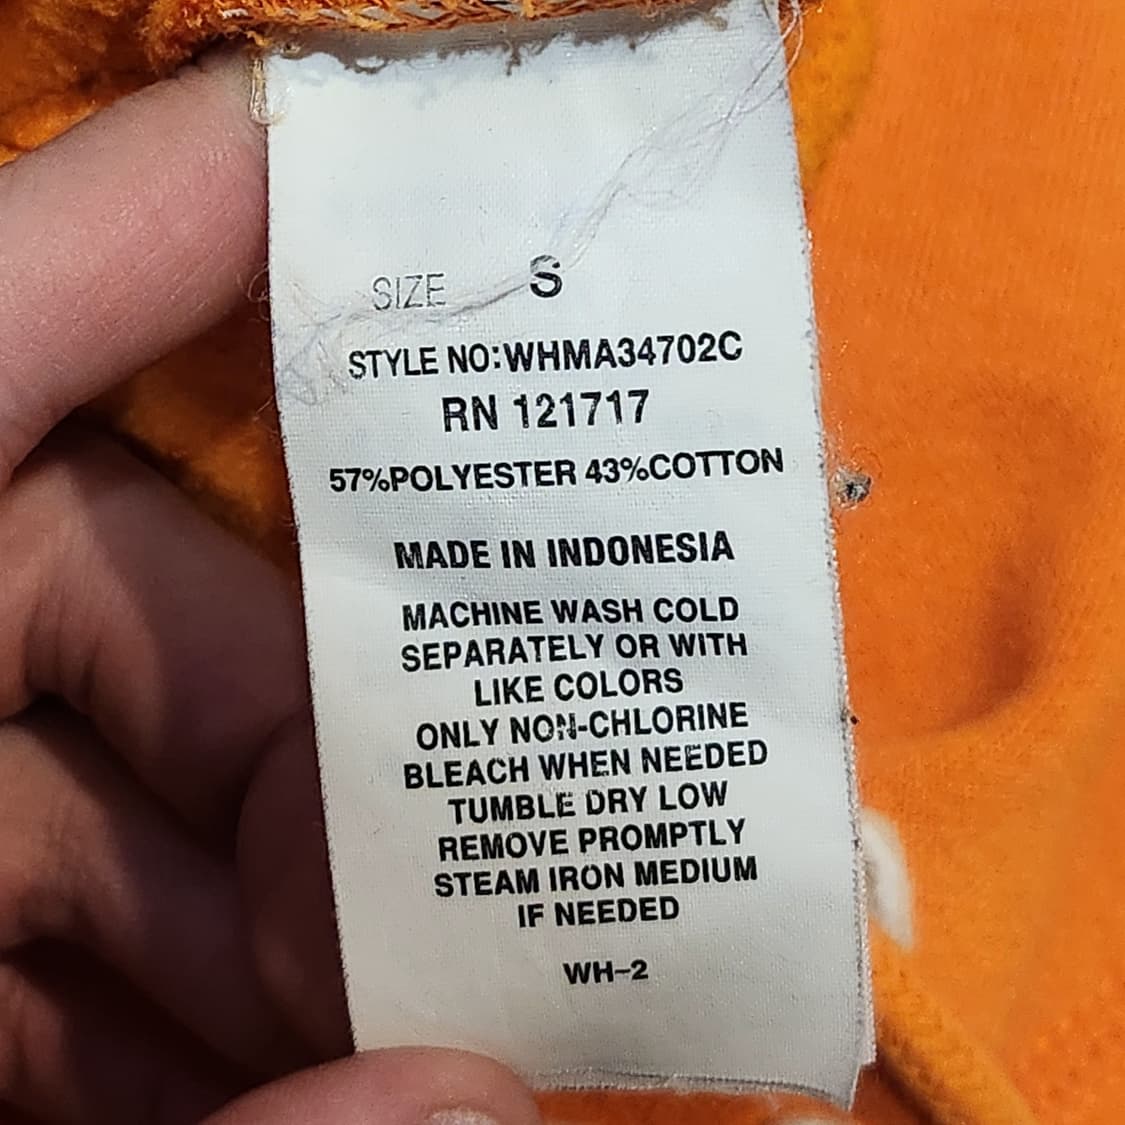 SIZE S
STYLE NO:WHMA34702C
RN 121717
57%POLYESTER 43%COTTON
MADE IN INDONESIA
MACHINE WASH COLD
SEPARATELY OR WITH
LIKE COLORS
ONLY NON-CHLORINE
BLEACH WHEN NEEDED
TUMBLE DRY LOW
REMOVE PROMPTLY
STEAM IRON MEDIUM
IF NEEDED
WH-2